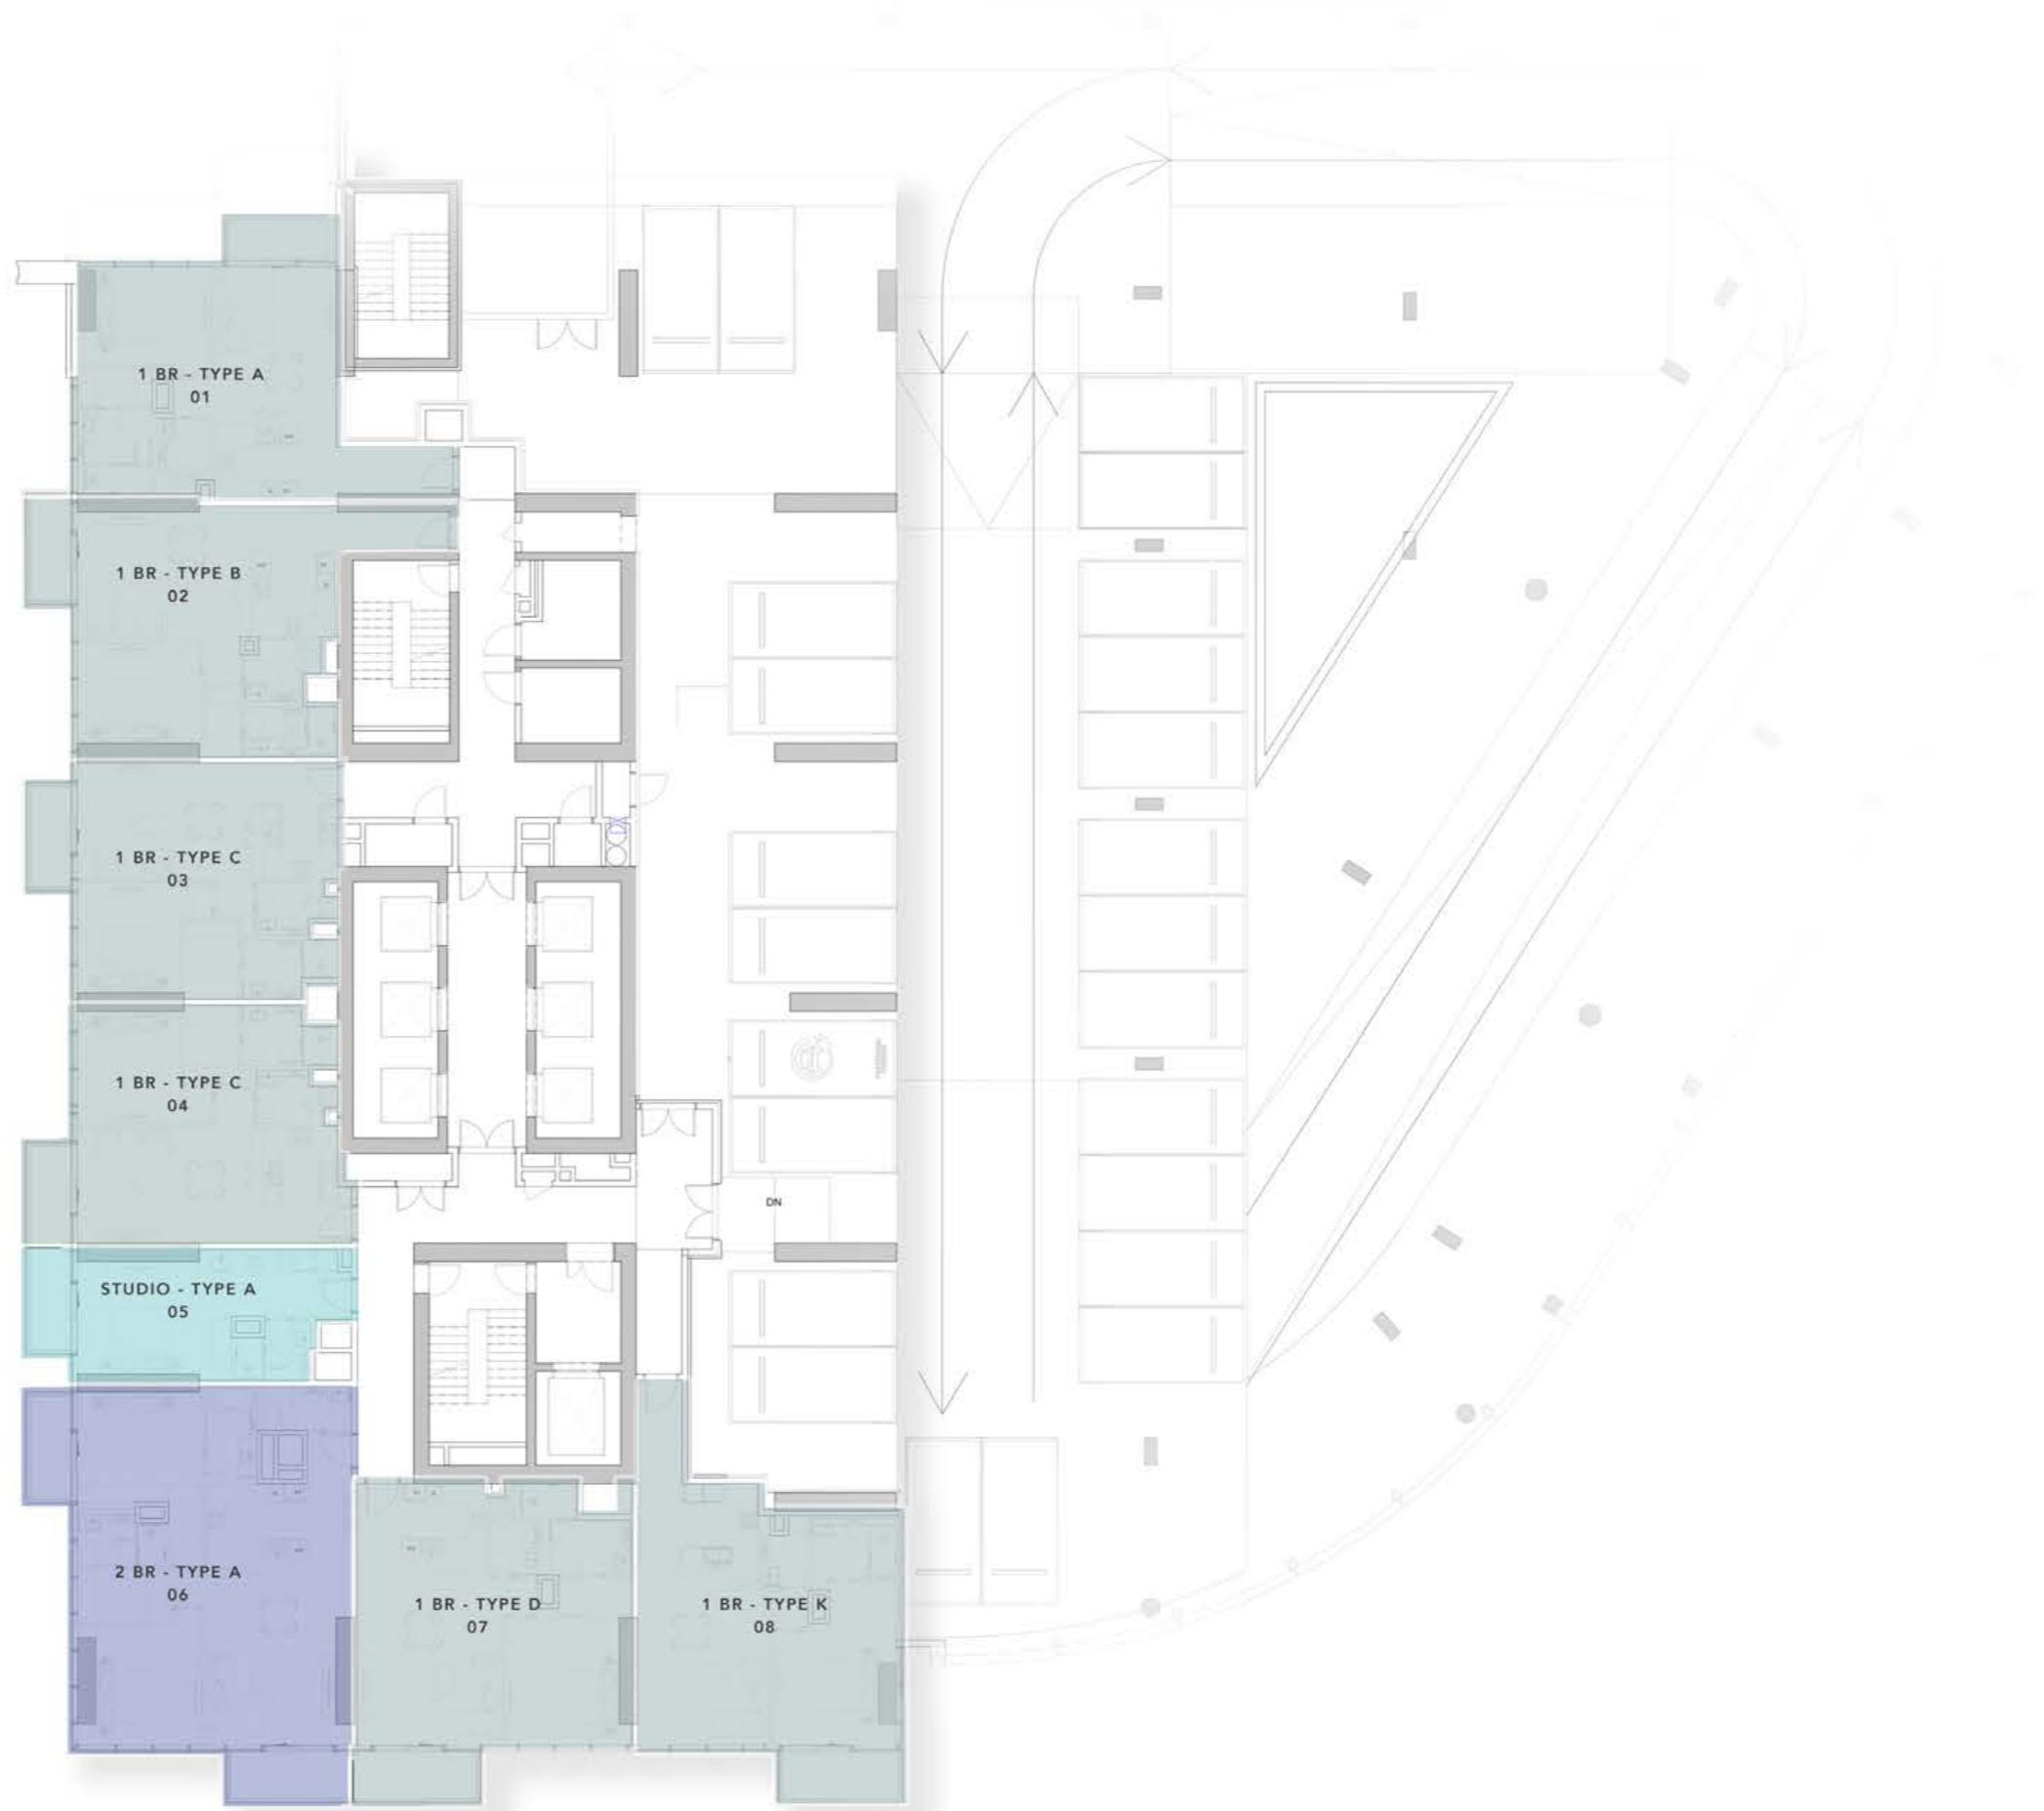 1 BR - TYPE A
01
1 BR - TYPE B
02
1 BR - TYPE C
03
1 BR - TYPE C
04
DN
STUDIO - TYPE A
05
2 BR - TYPE A
06
1 BR - TYPE D
07
1 BR - TYPE K
08